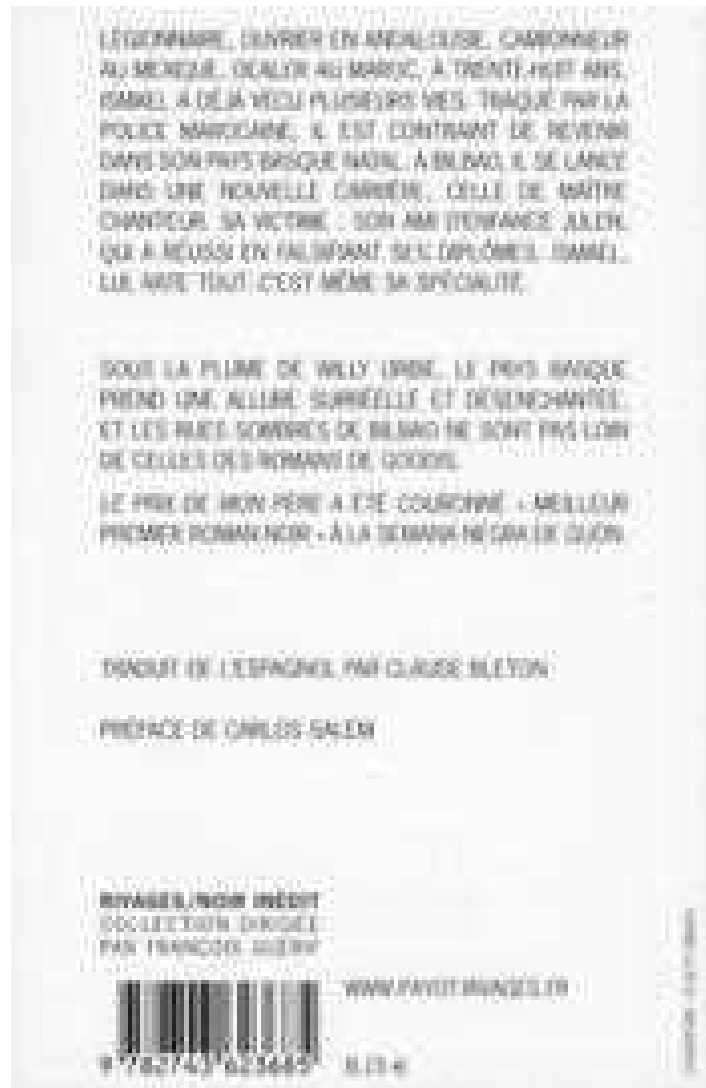 LÉGIONNAIRE, OUVRIER EN ANDALOUSIE, CAMIONNEUR
AU MEXIQUE, DEALER AU MAROC, À TRENTE-HUIT ANS,
ISMAEL A DÉJÀ VÉCU PLUSIEURS VIES. TRAQUÉ PAR LA
POLICE MAROCAINE, IL EST CONTRAINT DE REVENIR
DANS SON PAYS BASQUE NATAL. À BILBAO, IL SE LANCE
DANS UNE NOUVELLE CARRIÈRE, CELLE DE MAÎTRE
CHANTEUR. SA VICTIME : SON AMI D'ENFANCE JULEN,
QUI A RÉUSSI EN FALSIFIANT SES DIPLÔMES. ISMAEL,
LUI, RATE TOUT. C'EST MÊME SA SPÉCIALITÉ.
SOUS LA PLUME DE WILLY URIBE, LE PAYS BASQUE
PREND UNE ALLURE SURRÉELLE ET DÉSENCHANTÉE,
ET LES RUES SOMBRES DE BILBAO NE SONT PAS LOIN
DE CELLES DES ROMANS DE GOODIS.
LE PRIX DE MON PÈRE A ÉTÉ COURONNÉ « MEILLEUR
PREMIER ROMAN NOIR » À LA SEMANA NEGRA DE GIJÓN.
TRADUIT DE L'ESPAGNOL PAR CLAUDE BLETON
PRÉFACE DE CARLOS SALEM
RIVAGES/NOIR INÉDIT
COLLECTION DIRIGÉE
PAR FRANÇOIS GUÉRIF
WWW.PAYOT-RIVAGES.FR
9 782743 623685